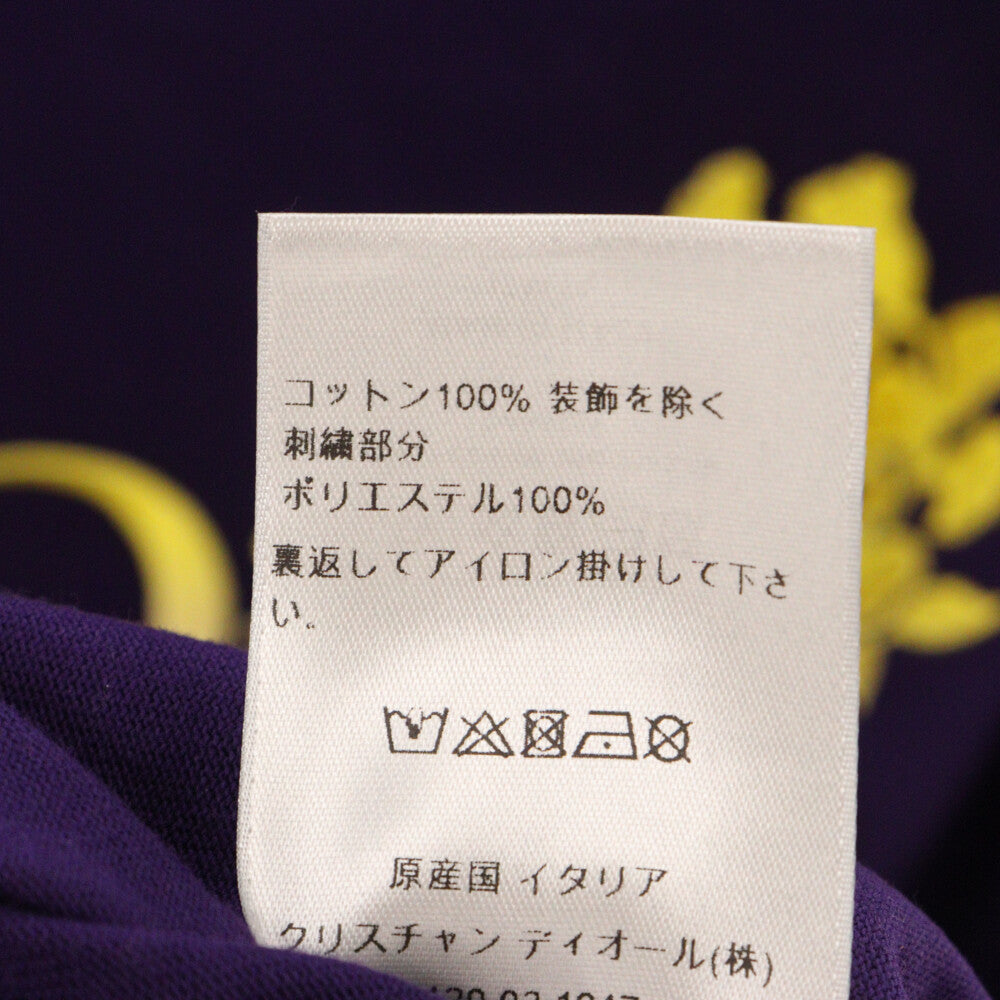 コットン100% 装飾を除く
刺繍部分
ポリエステル100%
裏返してアイロン掛けして下さ
い。
原産国 イタリア
クリスチャン ディオール(株)